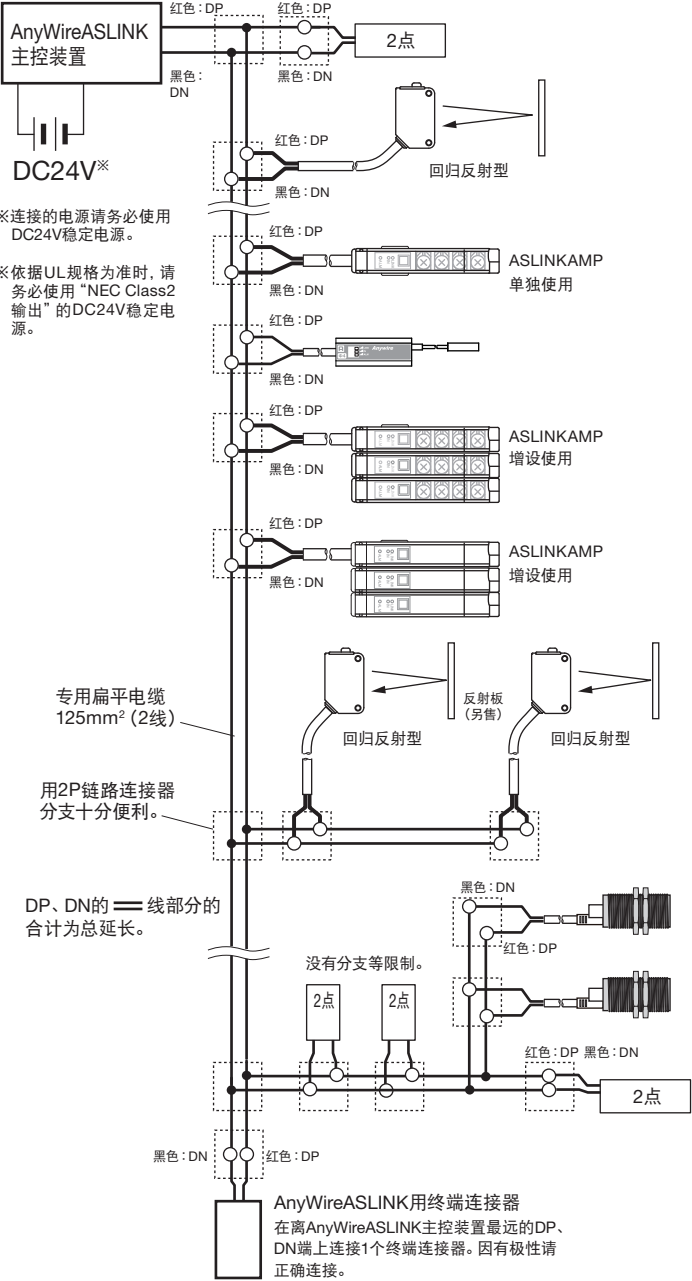 AnyWireASLINK
主控装置
DC24V※
※连接的电源请务必使用
DC24V稳定电源。
※依据UL规格为准时,请
务必使用“NEC Class2
输出”的DC24V稳定电
源。
红色:DP
红色:DP
2点
黑色:
DN
黑色:DN
红色:DP
回归反射型
黑色:DN
红色:DP
ASLINKAMP
单独使用
黑色:DN
红色:DP
Anywire
黑色:DN
红色:DP
ASLINKAMP
增设使用
黑色:DN
红色:DP
ASLINKAMP
增设使用
黑色:DN
专用扁平电缆
125mm²(2线)
反射板
(另售)
回归反射型
回归反射型
用2P链路连接器
分支十分便利。
DP、DN的 线部分的
合计为总延长。
黑色:DN
红色:DP
没有分支等限制。
2点
2点
红色:DP 黑色:DN
2点
黑色:DN
红色:DP
AnyWireASLINK用终端连接器
在离AnyWireASLINK主控装置最远的DP、
DN端上连接1个终端连接器。因有极性请
正确连接。